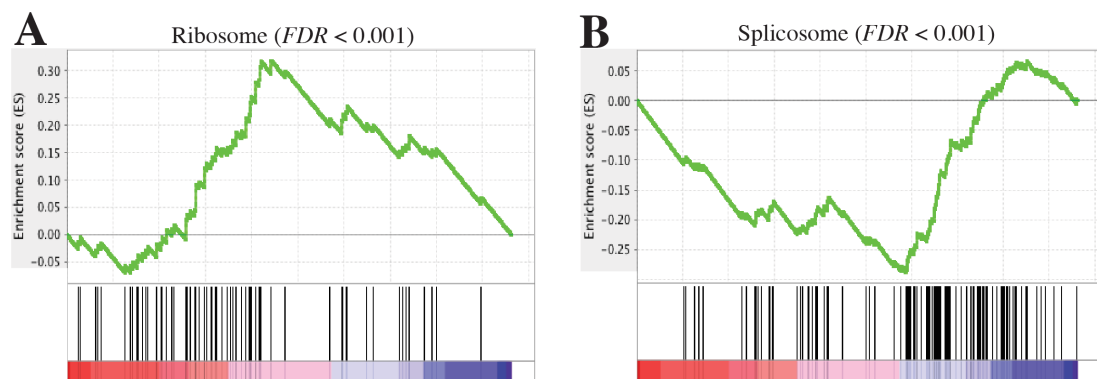 A
Ribosome (FDR < 0.001)
Enrichment score (ES)
0.30
0.25
0.20
0.15
0.10
0.05
0.00
-0.05
B
Splicosome (FDR < 0.001)
Enrichment score (ES)
0.05
0.00
-0.05
-0.10
-0.15
-0.20
-0.25